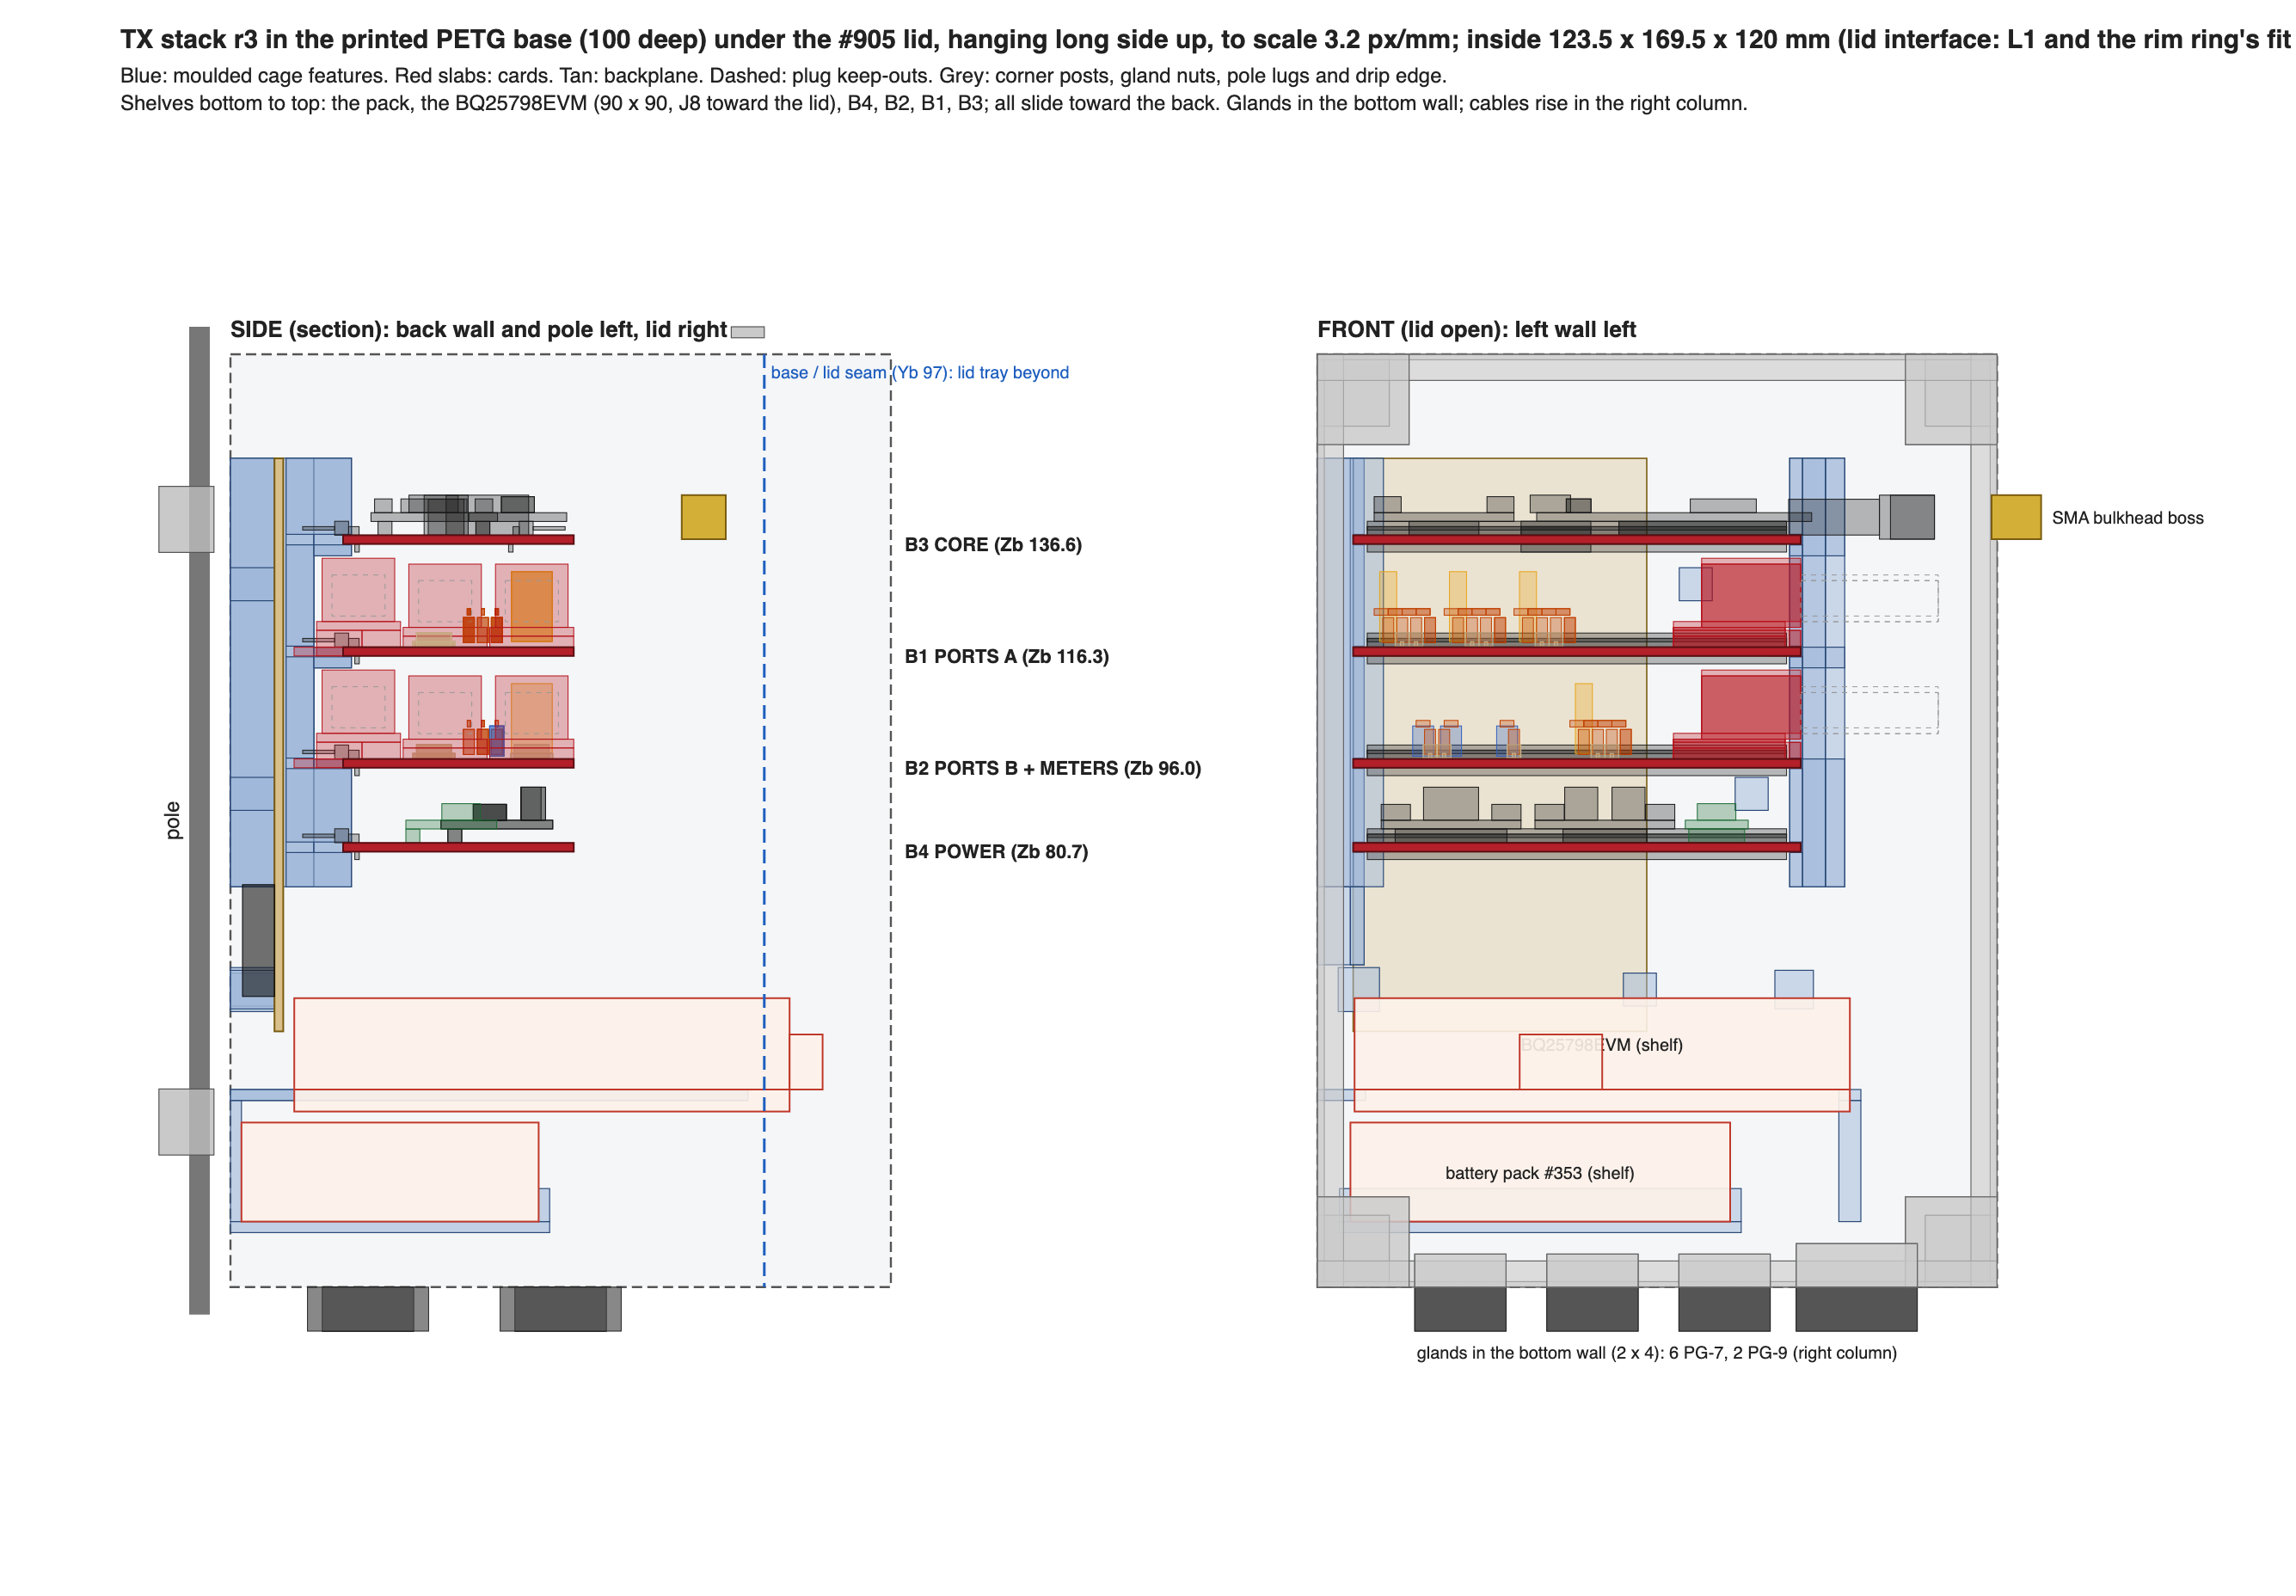 TX stack r3 in the printed PETG base (100 deep) under the #905 lid, hanging long side up, to scale 3.2 px/mm; inside 123.5 x 169.5 x 120 mm (lid interface: L1 and the rim ring's fit
Blue: moulded cage features. Red slabs: cards. Tan: backplane. Dashed: plug keep-outs. Grey: corner posts, gland nuts, pole lugs and drip edge.
Shelves bottom to top: the pack, the BQ25798EVM (90 x 90, J8 toward the lid), B4, B2, B1, B3; all slide toward the back. Glands in the bottom wall; cables rise in the right column.
SIDE (section): back wall and pole left, lid right
base / lid seam (Yb 97): lid tray beyond
pole
B3 CORE (Zb 136.6)
B1 PORTS A (Zb 116.3)
B2 PORTS B + METERS (Zb 96.0)
B4 POWER (Zb 80.7)
FRONT (lid open): left wall left
SMA bulkhead boss
BQ25798EVM (shelf)
battery pack #353 (shelf)
glands in the bottom wall (2 x 4): 6 PG-7, 2 PG-9 (right column)